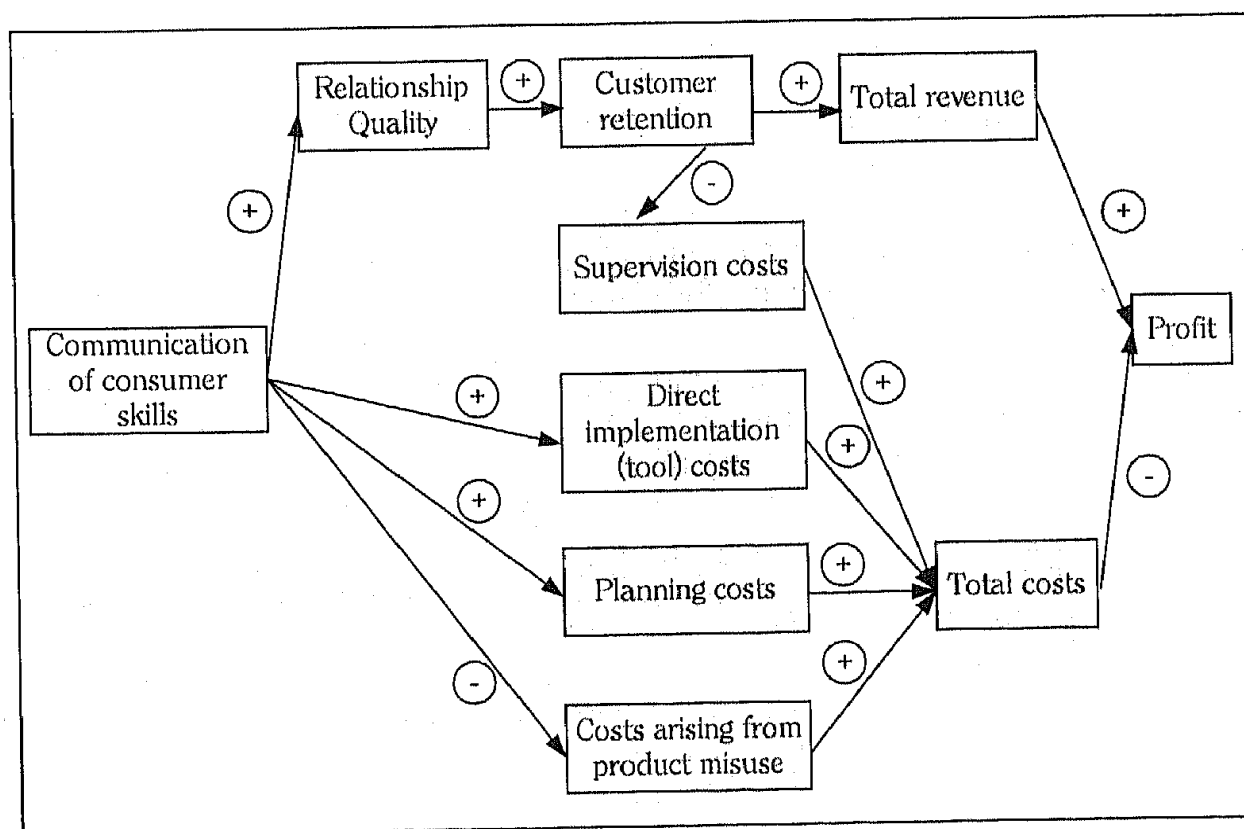 Relationship
Quality
+
Customer
retention
+
Total revenue
+
-
+
Supervision costs
Communication
of consumer
skills
Profit
+
Direct
implementation
(tool) costs
+
+
-
+
Planning costs
+
Total costs
-
Costs arising from
product misuse
+